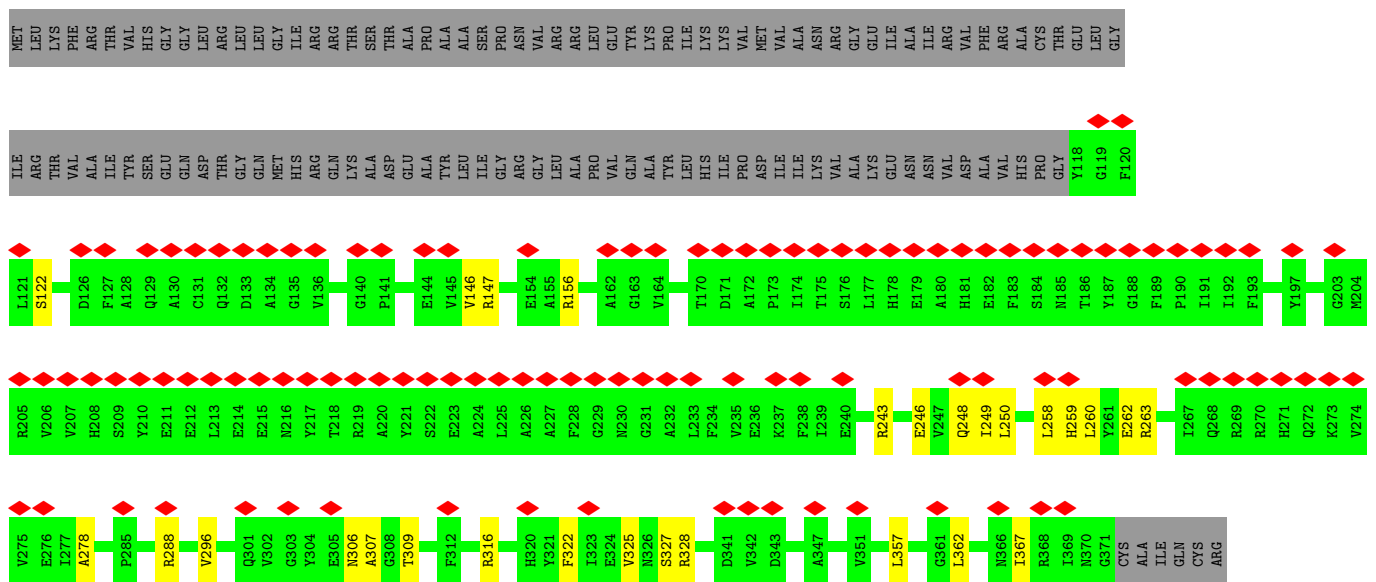 MET LEU LYS PHE ARG THR VAL HIS GLY GLY LEU ARG LEU LEU GLY ILE ARG ARG THR SER THR ALA PRO ALA ALA SER PRO ASN VAL ARG ARG LEU GLU TYR LYS PRO ILE LYS LYS VAL MET VAL ALA ASN ARG GLY GLU ILE ALA ILE ARG VAL PHE ARG ALA CYS THR GLU LEU GLY
ILE ARG THR VAL ALA ILE TYR SER GLU GLN ASP THR GLY GLN MET HIS ARG GLN LYS ALA ASP GLU ALA TYR LEU ILE GLY ARG GLY LEU ALA PRO VAL GLN ALA TYR LEU HIS ILE PRO ASP ILE ILE LYS VAL ALA LYS GLU ASN ASN VAL ASP ALA VAL HIS PRO GLY Y118 G119 F120
L121 S122 D126 F127 A128 Q129 A130 C131 Q132 D133 A134 G135 V136 G140 P141 E144 V145 V146 R147 E154 A155 R156 A162 G163 V164 T170 D171 A172 P173 I174 T175 S176 L177 H178 E179 A180 H181 E182 F183 S184 N185 T186 Y187 G188 F189 P190 I191 I192 F193 Y197 G203 M204
R205 V206 V207 H208 S209 Y210 E211 E212 L213 E214 E215 N216 Y217 T218 R219 A220 Y221 S222 E223 A224 L225 A226 A227 F228 G229 N230 G231 A232 L233 F234 V235 E236 K237 F238 I239 E240 R243 E246 V247 Q248 I249 L250 L258 H259 L260 Y261 E262 R263 I267 Q268 R269 R270 H271 Q272 K273 V274
V275 E276 I277 A278 P285 R288 V296 Q301 V302 G303 Y304 E305 N306 A307 G308 T309 F312 R316 H320 Y321 F322 I323 E324 V325 N326 S327 R328 D341 V342 D343 A347 V351 L357 G361 L362 N366 I367 R368 I369 N370 G371 CYS ALA ILE GLN CYS ARG